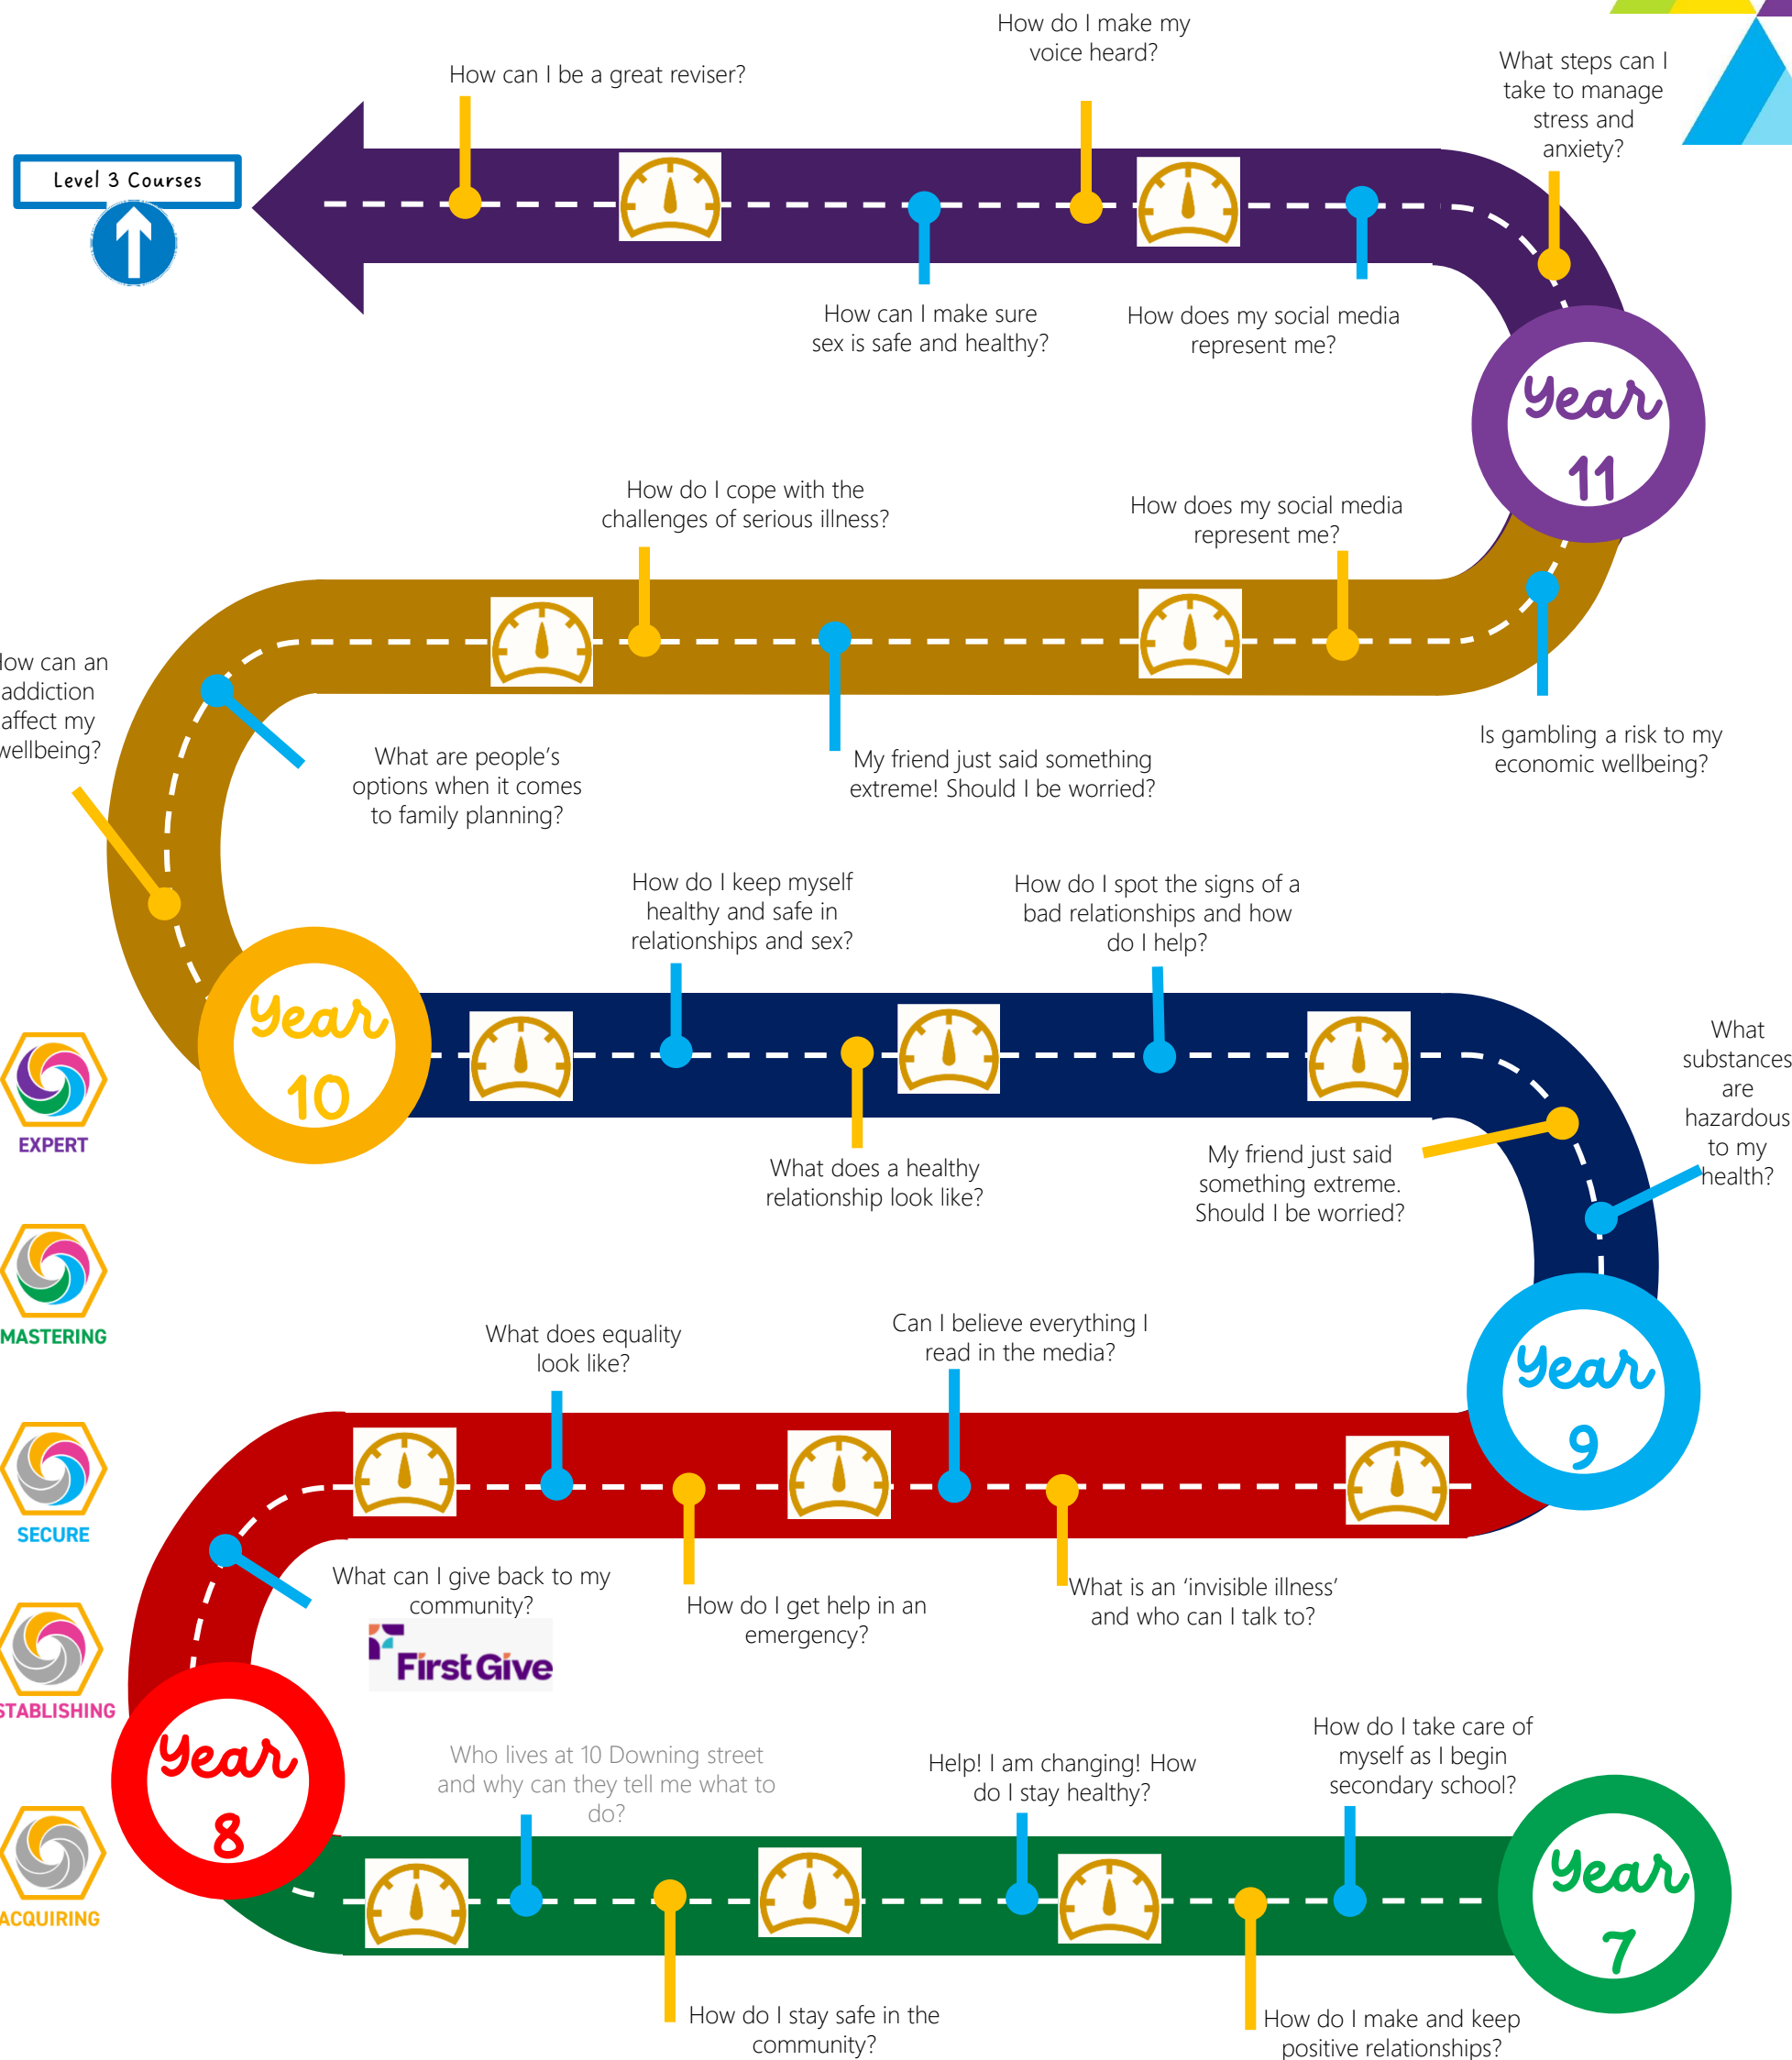 How do I make my
voice heard?
How can I be a great reviser?
What steps can I
take to manage
stress and
anxiety?
Level 3 Courses
How can I make sure
sex is safe and healthy?
How does my social media
represent me?
Year
11
How do I cope with the
challenges of serious illness?
How does my social media
represent me?
How can an
addiction
affect my
wellbeing?
What are people's
options when it comes
to family planning?
My friend just said something
extreme! Should I be worried?
Is gambling a risk to my
economic wellbeing?
How do I keep myself
healthy and safe in
relationships and sex?
How do I spot the signs of a
bad relationships and how
do I help?
Year
10
What
substances
are
hazardous
to my
health?
EXPERT
What does a healthy
relationship look like?
My friend just said
something extreme.
Should I be worried?
MASTERING
What does equality
look like?
Can I believe everything I
read in the media?
Year
9
SECURE
What can I give back to my
community?
First Give
How do I get help in an
emergency?
What is an ‘invisible illness’
and who can I talk to?
ESTABLISHING
Year
8
Who lives at 10 Downing street
and why can they tell me what to
do?
Help! I am changing! How
do I stay healthy?
How do I take care of
myself as I begin
secondary school?
Year
7
ACQUIRING
How do I stay safe in the
community?
How do I make and keep
positive relationships?